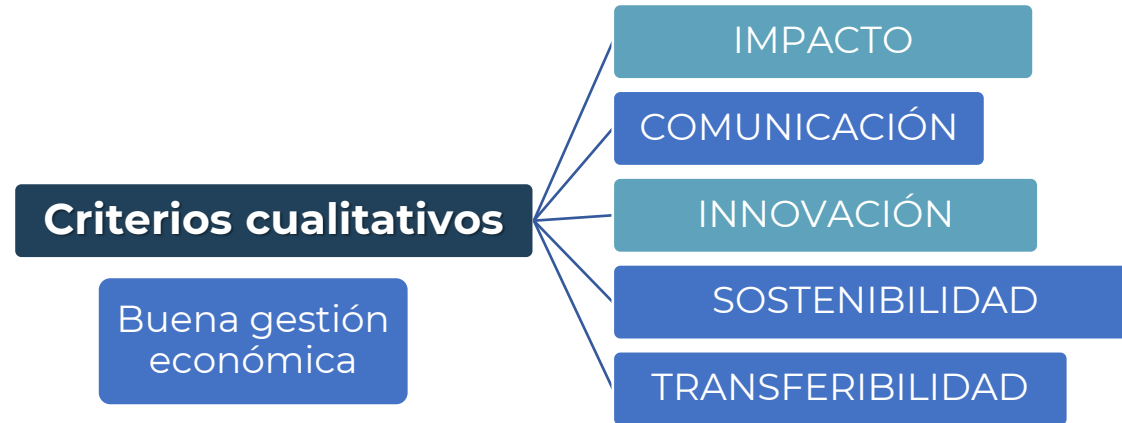 Criterios cualitativos
Buena gestión
económica
IMPACTO
COMUNICACIÓN
INNOVACIÓN
SOSTENIBILIDAD
TRANSFERIBILIDAD